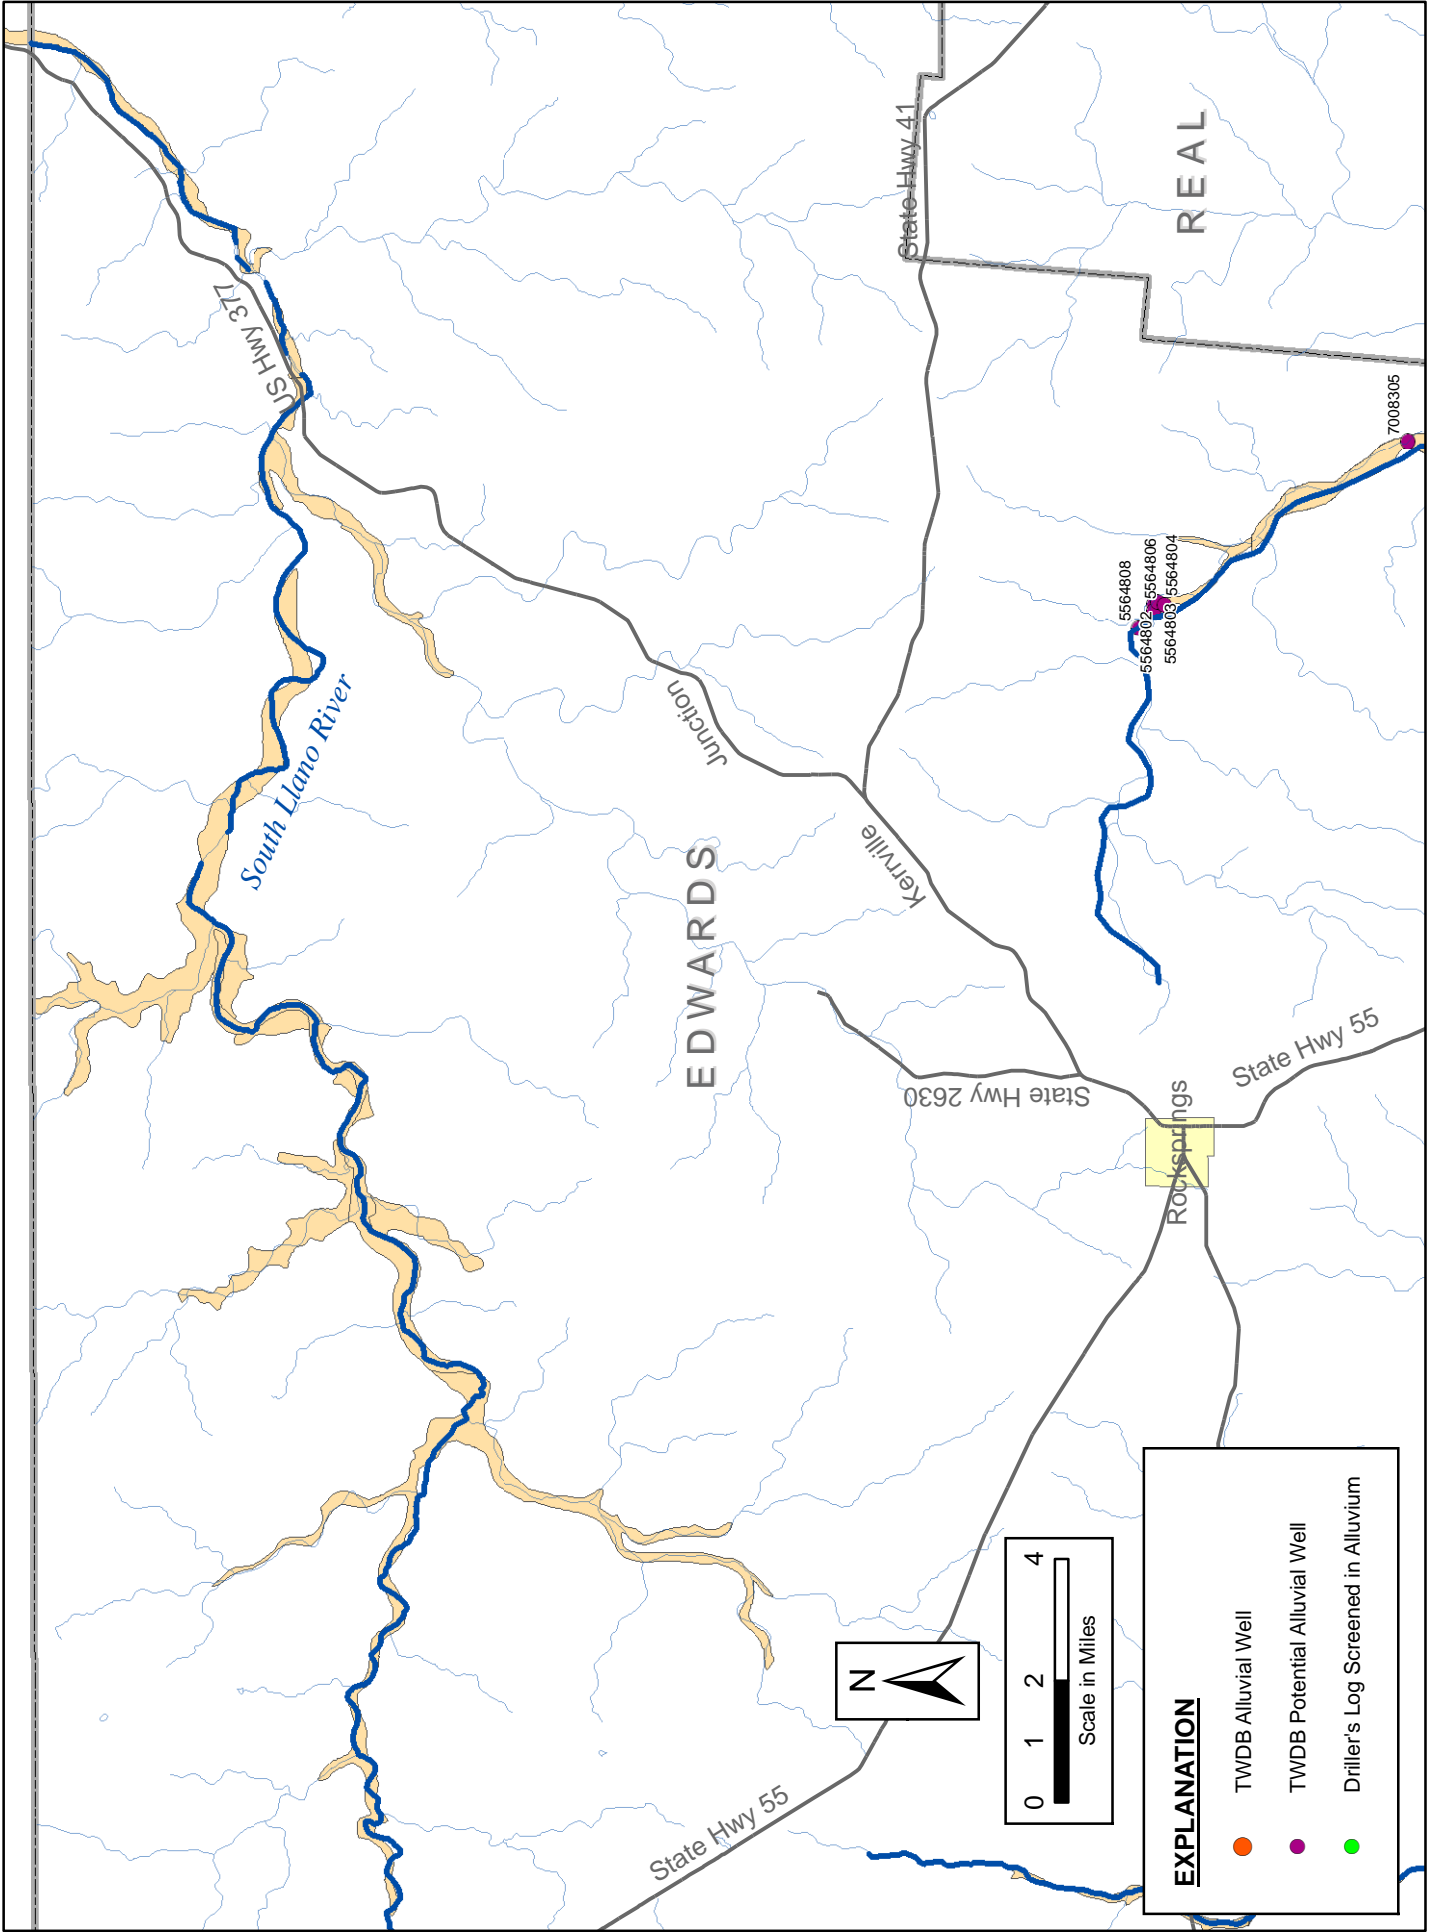 US Hwy 377
South Llano River
State Hwy 41
REAL
EDWARDS
Junction
Kerrville
State Hwy 2630
Rocksprings
State Hwy 55
State Hwy 55
5564808
5564802
5564806
5564803
5564804
7008305
N
0 1 2 4
Scale in Miles
EXPLANATION
TWDB Alluvial Well
TWDB Potential Alluvial Well
Driller's Log Screened in Alluvium